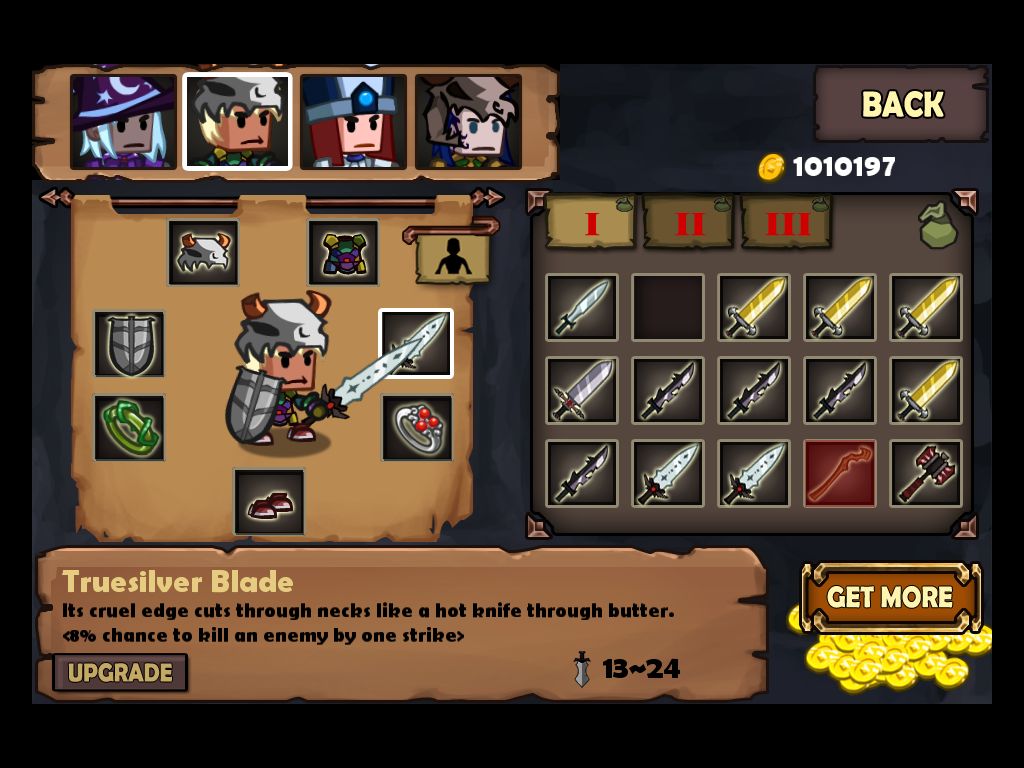 BACK
1010197
I II III
Truesilver Blade
Its cruel edge cuts through necks like a hot knife through butter.
<8% chance to kill an enemy by one strike>
UPGRADE
13~24
GET MORE